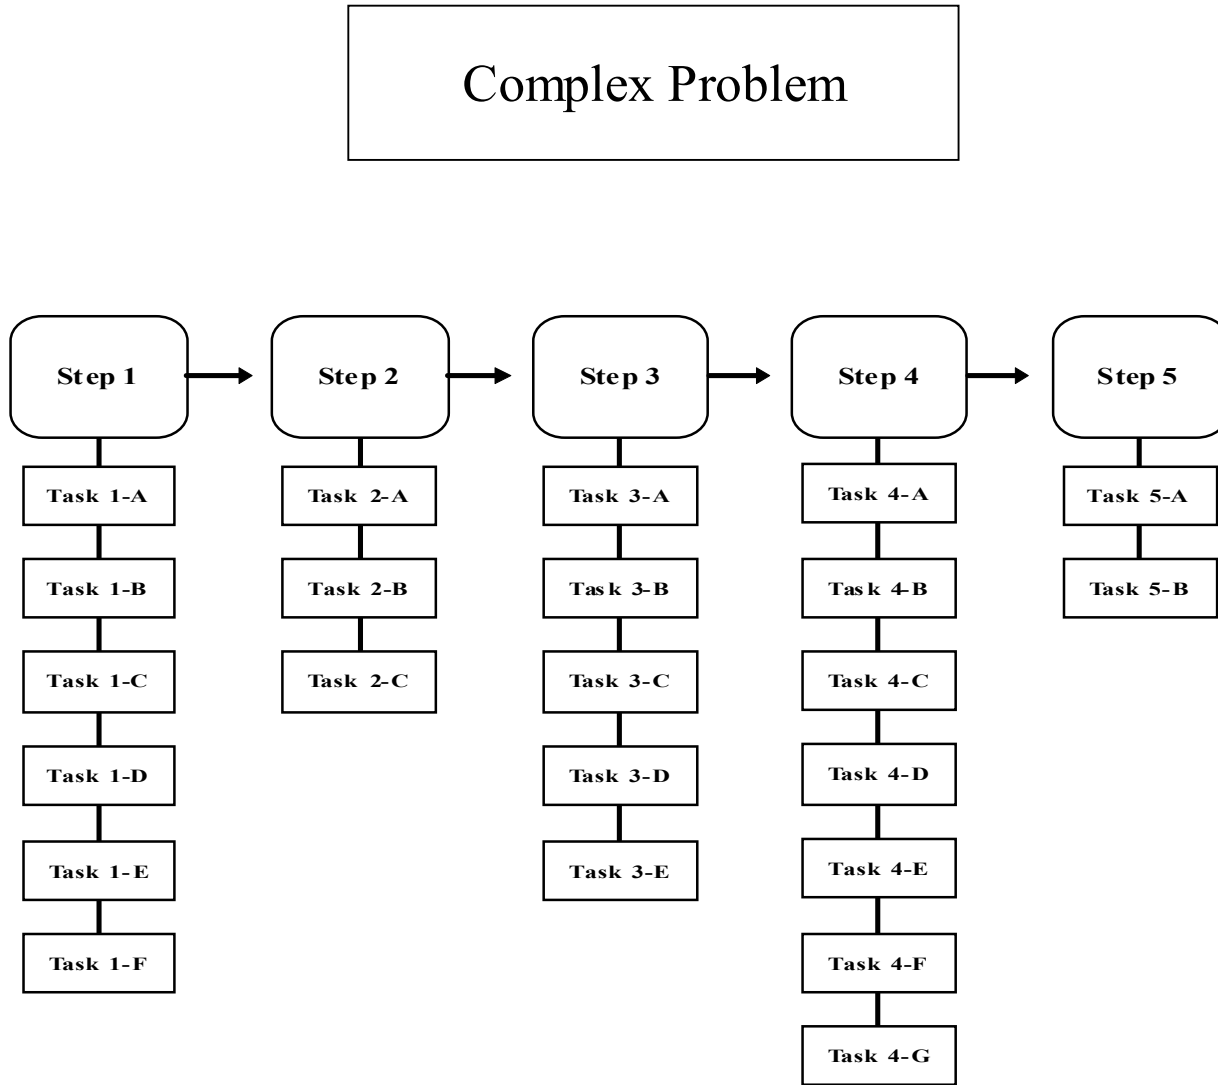 Complex Problem
Step 1
Step 2
Step 3
Step 4
Step 5
Task 1-A
Task 2-A
Task 3-A
Task 4-A
Task 5-A
Task 1-B
Task 2-B
Task 3-B
Task 4-B
Task 5-B
Task 1-C
Task 2-C
Task 3-C
Task 4-C
Task 1-D
Task 3-D
Task 4-D
Task 1-E
Task 3-E
Task 4-E
Task 1-F
Task 4-F
Task 4-G